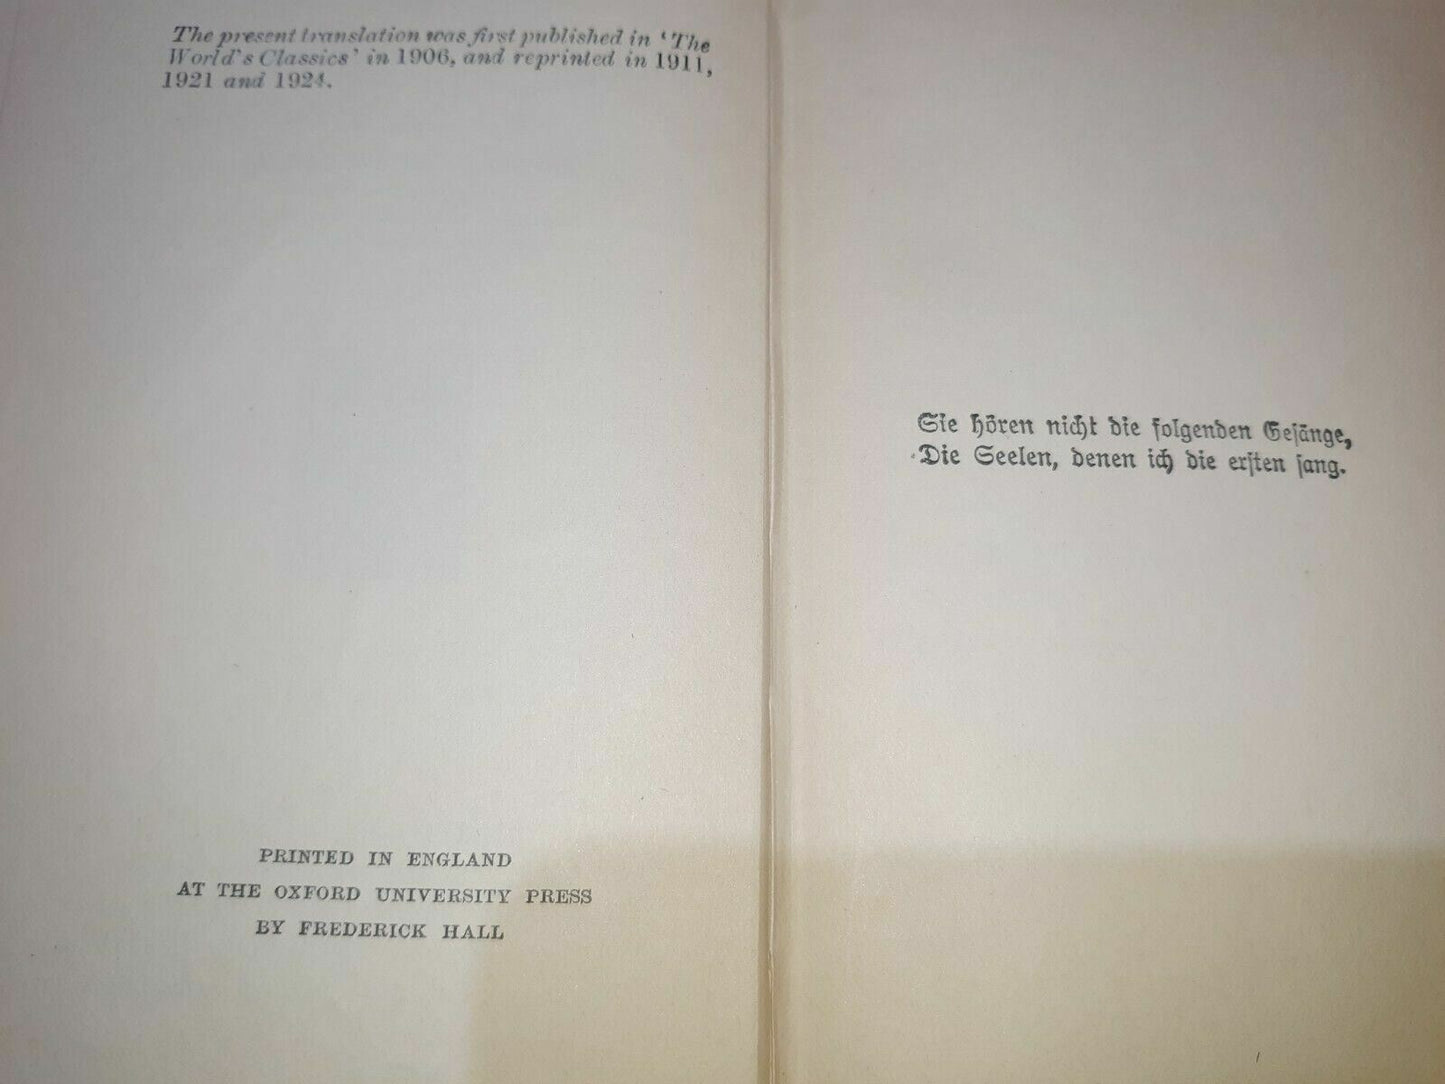 The present translation was first published in ‘The
World's Classics’ in 1906, and reprinted in 1911,
1921 and 1924.
PRINTED IN ENGLAND
AT THE OXFORD UNIVERSITY PRESS
BY FREDERICK HALL
Sie hören nicht die folgenden Gesänge,
Die Seelen, denen ich die ersten sang.